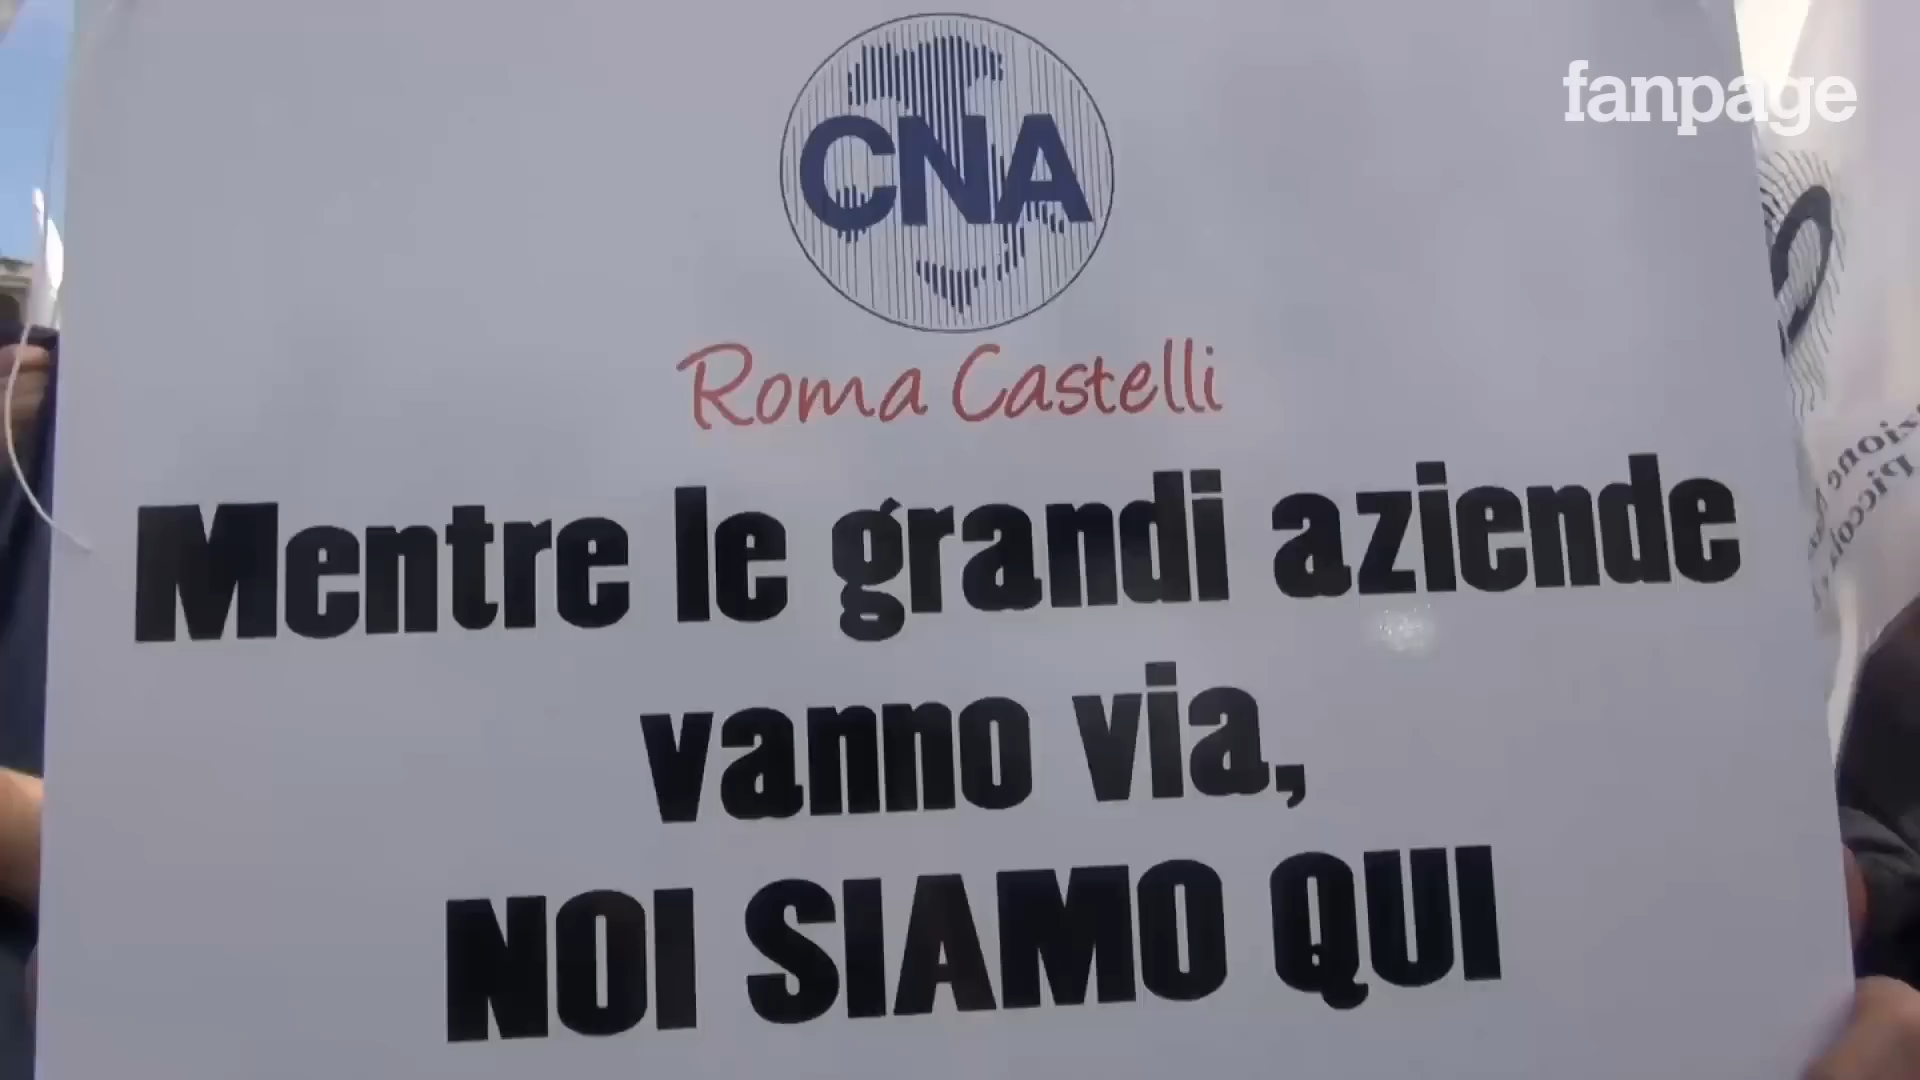 fanpage
CNA
Roma Castelli
Mentre le grandi aziende
vanno via,
NOI SIAMO QUI